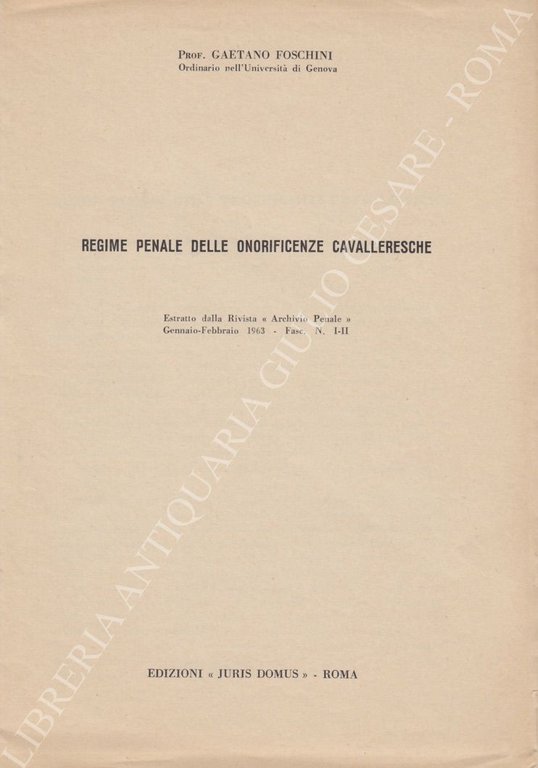 Prof. GAETANO FOSCHINI
Ordinario nell'Università di Genova
REGIME PENALE DELLE ONORIFICENZE CAVALLERESCHE
Estratto dalla Rivista « Archivio Penale »
Gennaio-Febbraio 1963 - Fasc. N. I-II
EDIZIONI « JURIS DOMUS » - ROMA
LIBRERIA ANTIQUARIA GIULIO CESARE - ROMA